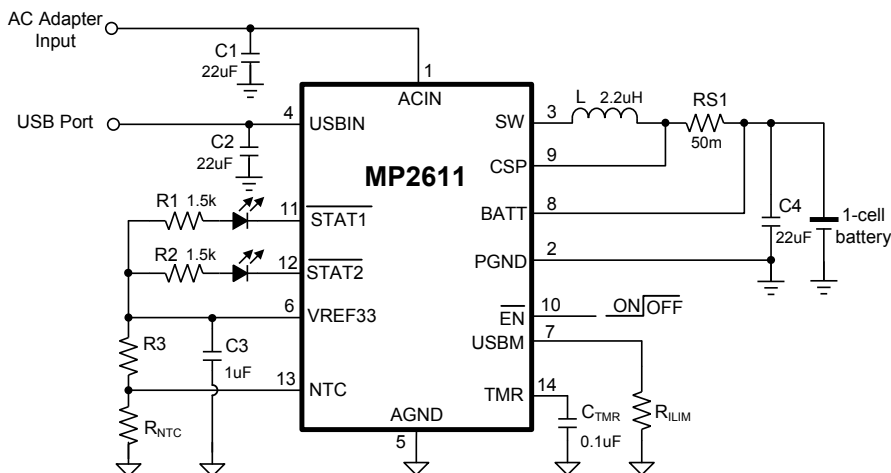 AC Adapter
Input
C1
22uF
1
ACIN
USB Port
4
USBIN
C2
22uF
MP2611
R1 1.5k
11
STAT1
R2 1.5k
12
STAT2
6
VREF33
R3
C3
1uF
13
NTC
RNTC
AGND
5
SW
3
L 2.2uH
RS1
50m
CSP
9
BATT
8
C4
22uF
1-cell
battery
PGND
2
EN
10
ON OFF
USBM
7
TMR
14
CTMR
0.1uF
RILIM